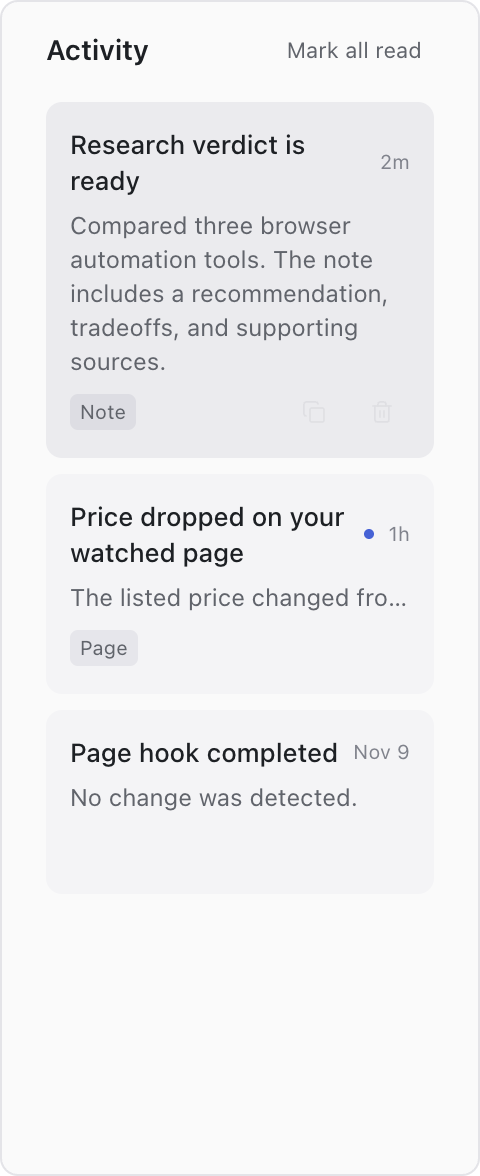 Activity
Mark all read
Research verdict is
ready
2m
Compared three browser
automation tools. The note
includes a recommendation,
tradeoffs, and supporting
sources.
Note
Price dropped on your
watched page
1h
The listed price changed fro...
Page
Page hook completed
Nov 9
No change was detected.